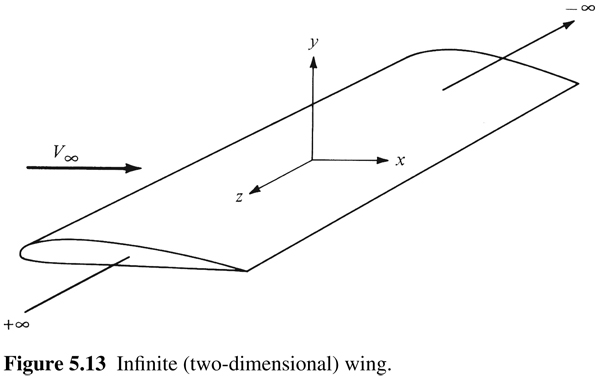 − ∞
y
V∞
x
z
+∞
Figure 5.13 Infinite (two-dimensional) wing.